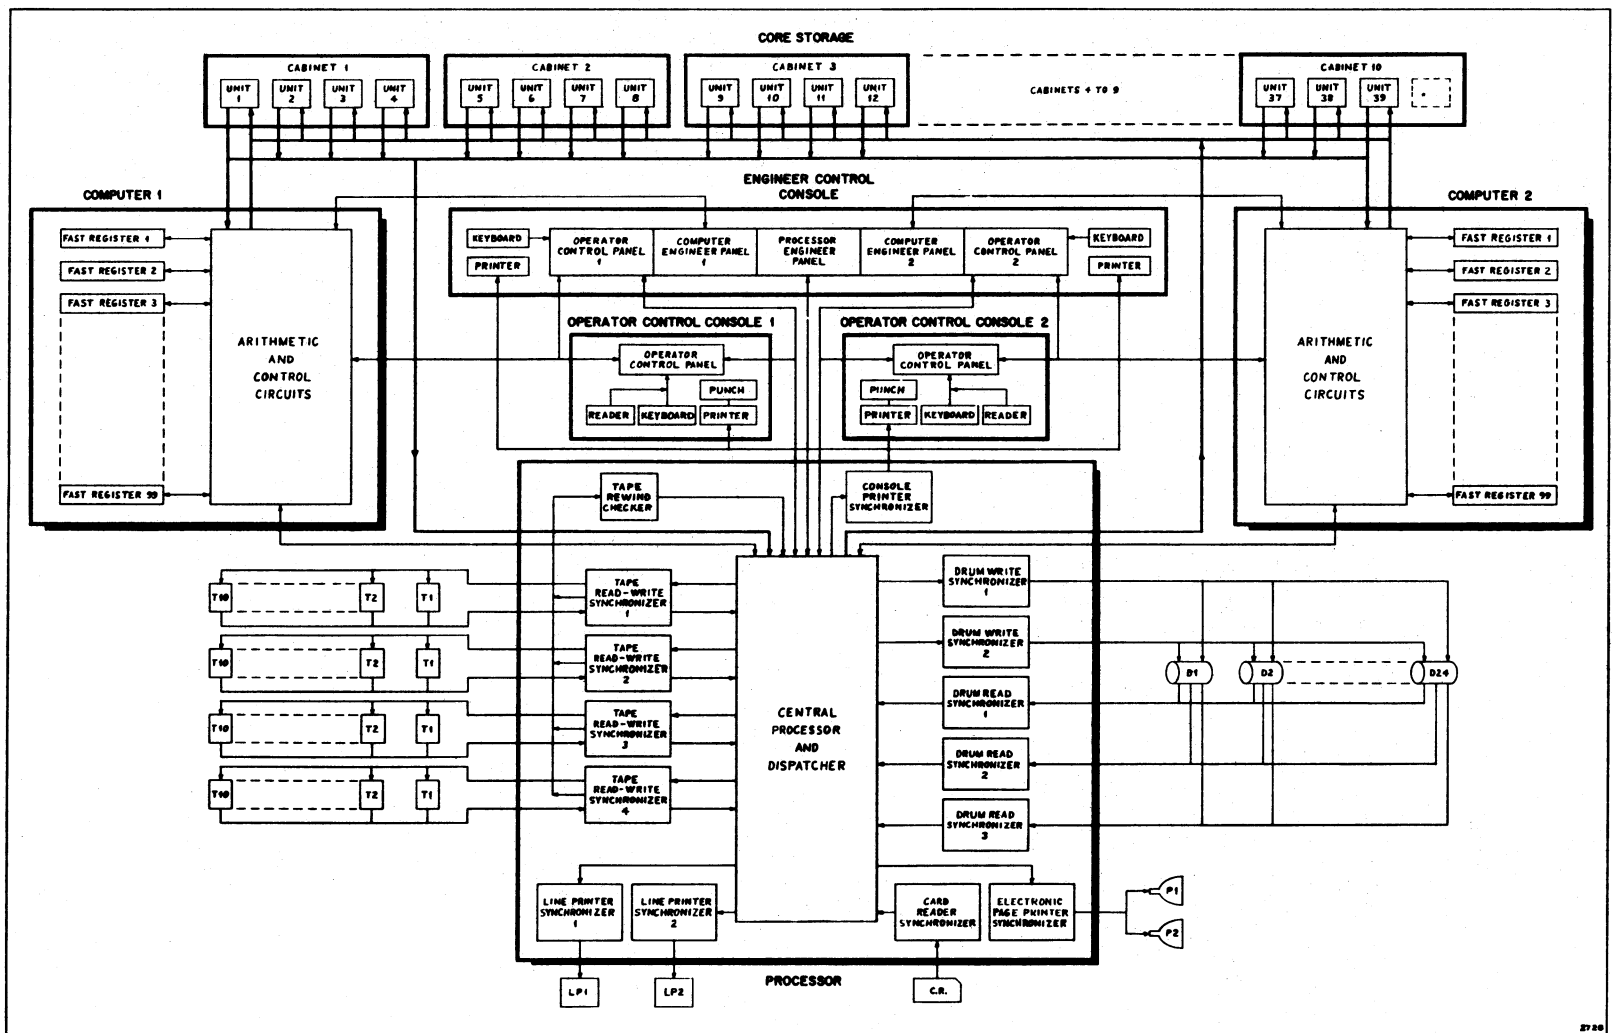 CORE STORAGE
CABINET 1
CABINET 2
CABINET 3
CABINETS 4 TO 9
CABINET 10
UNIT 1
UNIT 2
UNIT 3
UNIT 4
UNIT 5
UNIT 6
UNIT 7
UNIT 8
UNIT 9
UNIT 10
UNIT 11
UNIT 12
UNIT 37
UNIT 38
UNIT 39
*
COMPUTER 1
FAST REGISTER 1
FAST REGISTER 2
FAST REGISTER 3
FAST REGISTER 99
ARITHMETIC
AND
CONTROL
CIRCUITS
ENGINEER CONTROL
CONSOLE
KEYBOARD
PRINTER
OPERATOR
CONTROL PANEL
1
COMPUTER
ENGINEER PANEL
1
PROCESSOR
ENGINEER
PANEL
COMPUTER
ENGINEER PANEL
2
OPERATOR
CONTROL PANEL
2
KEYBOARD
PRINTER
COMPUTER 2
ARITHMETIC
AND
CONTROL
CIRCUITS
FAST REGISTER 1
FAST REGISTER 2
FAST REGISTER 3
FAST REGISTER 99
OPERATOR CONTROL CONSOLE 1
OPERATOR
CONTROL PANEL
PUNCH
READER
KEYBOARD
PRINTER
OPERATOR CONTROL CONSOLE 2
OPERATOR
CONTROL PANEL
PUNCH
PRINTER
KEYBOARD
READER
TAPE
REWIND
CHECKER
CONSOLE
PRINTER
SYNCHRONIZER
T10
T2
T1
TAPE
READ-WRITE
SYNCHRONIZER
1
T10
T2
T1
TAPE
READ-WRITE
SYNCHRONIZER
2
T10
T2
T1
TAPE
READ-WRITE
SYNCHRONIZER
3
T10
T2
T1
TAPE
READ-WRITE
SYNCHRONIZER
4
CENTRAL
PROCESSOR
AND
DISPATCHER
DRUM WRITE
SYNCHRONIZER
1
DRUM WRITE
SYNCHRONIZER
2
DRUM READ
SYNCHRONIZER
1
DRUM READ
SYNCHRONIZER
2
DRUM READ
SYNCHRONIZER
3
D1
D2
D24
LINE PRINTER
SYNCHRONIZER
1
LINE PRINTER
SYNCHRONIZER
2
CARD
READER
SYNCHRONIZER
ELECTRONIC
PAGE PRINTER
SYNCHRONIZER
P1
P2
PROCESSOR
LP1
LP2
C.R.
2726